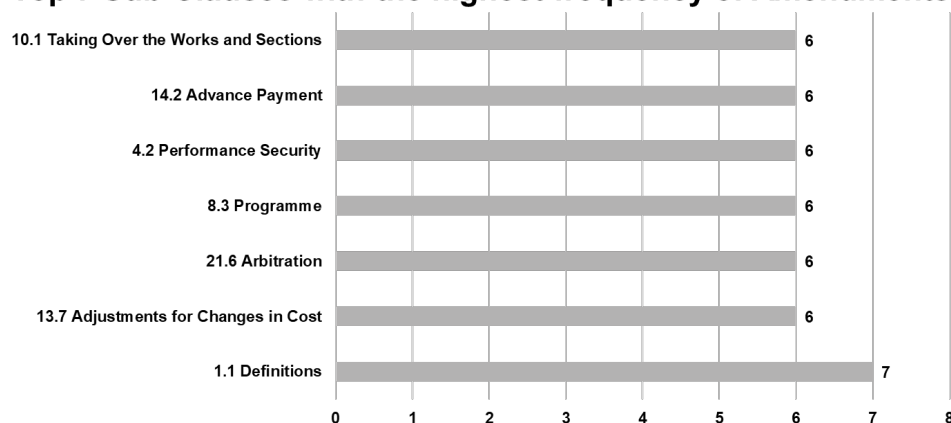 10.1 Taking Over the Works and Sections 6
14.2 Advance Payment 6
4.2 Performance Security 6
8.3 Programme 6
21.6 Arbitration 6
13.7 Adjustments for Changes in Cost 6
1.1 Definitions 7
0 1 2 3 4 5 6 7 8